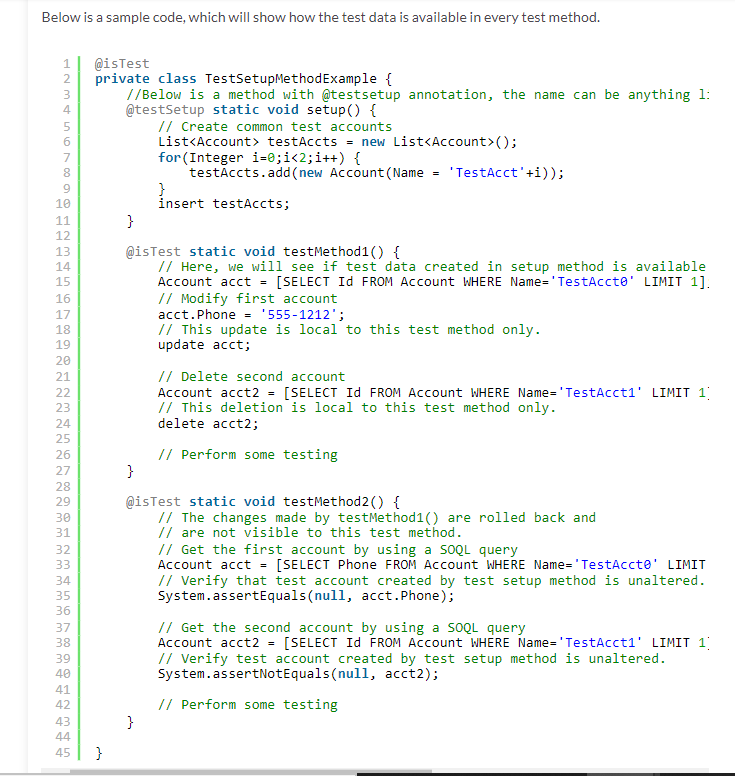 Below is a sample code, which will show how the test data is available in every test method.
1 @isTest
2 private class TestSetupMethodExample {
3 //Below is a method with @testsetup annotation, the name can be anything
4 @testSetup static void setup() {
5 // Create common test accounts
6 List<Account> testAccts = new List<Account>();
7 for(Integer i=0;i<2;i++) {
8 testAccts.add(new Account(Name = 'TestAcct'+i));
9 }
10 insert testAccts;
11 }
12
13 @isTest static void testMethod1() {
14 // Here, we will see if test data created in setup method is available
15 Account acct = [SELECT Id FROM Account WHERE Name='TestAcct0' LIMIT 1]
16 // Modify first account
17 acct.Phone = '555-1212';
18 // This update is local to this test method only.
19 update acct;
20
21 // Delete second account
22 Account acct2 = [SELECT Id FROM Account WHERE Name='TestAcct1' LIMIT 1]
23 // This deletion is local to this test method only.
24 delete acct2;
25
26 // Perform some testing
27 }
28
29 @isTest static void testMethod2() {
30 // The changes made by testMethod1() are rolled back and
31 // are not visible to this test method.
32 // Get the first account by using a SOQL query
33 Account acct = [SELECT Phone FROM Account WHERE Name='TestAcct0' LIMIT
34 // Verify that test account created by test setup method is unaltered.
35 System.assertEquals(null, acct.Phone);
36
37 // Get the second account by using a SOQL query
38 Account acct2 = [SELECT Id FROM Account WHERE Name='TestAcct1' LIMIT 1]
39 // Verify test account created by test setup method is unaltered.
40 System.assertNotEquals(null, acct2);
41
42 // Perform some testing
43 }
44
45 }